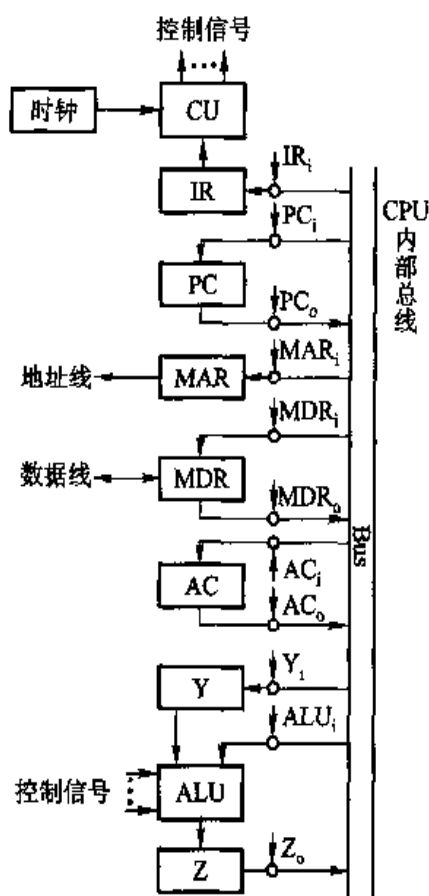 控制信号
时钟
CU
IR
IRi
PCi
CPU
内部总线
PC
PCo
MARi
地址线
MAR
MDRi
数据线
MDR
MDRo
Bus
ACi
AC
ACo
Yi
Y
ALUi
控制信号
ALU
Zo
Z